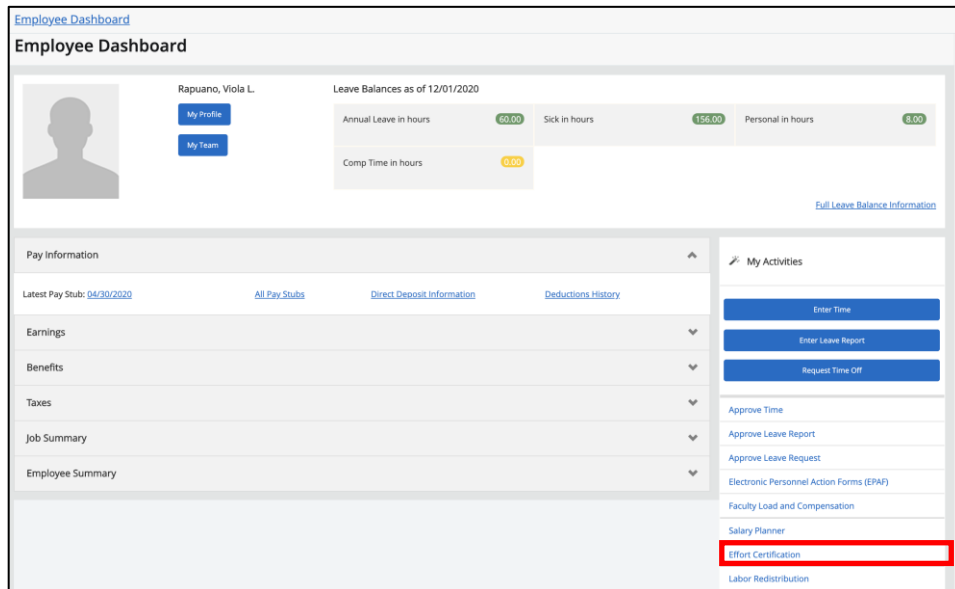 Employee Dashboard
Employee Dashboard
Rapuano, Viola L.
My Profile
My Team
Leave Balances as of 12/01/2020
Annual Leave in hours 60.00 Sick in hours 156.00 Personal in hours 8.00
Comp Time in hours 0.00
Full Leave Balance Information
Pay Information
Latest Pay Stub: 04/30/2020 All Pay Stubs Direct Deposit Information Deductions History
Earnings
Benefits
Taxes
Job Summary
Employee Summary
My Activities
Enter Time
Enter Leave Report
Request Time Off
Approve Time
Approve Leave Report
Approve Leave Request
Electronic Personnel Action Forms (EPAF)
Faculty Load and Compensation
Salary Planner
Effort Certification
Labor Redistribution